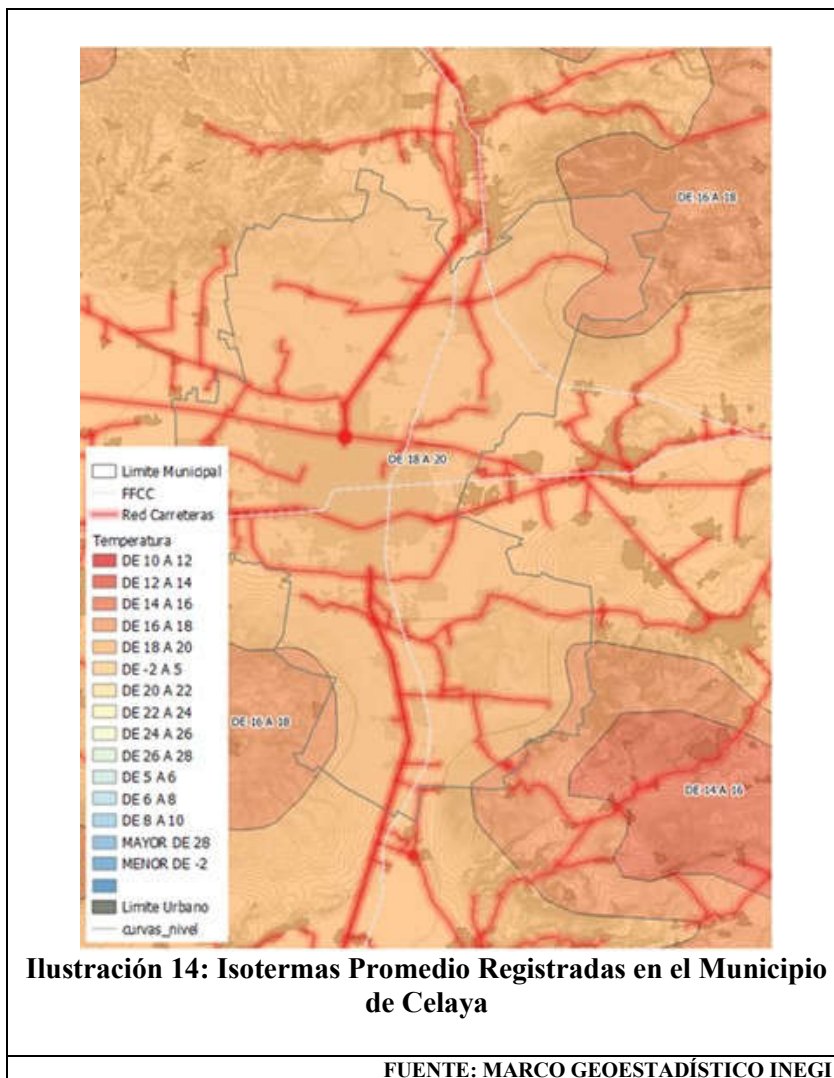 DE 16 A 18
DE 18 A 20
Limite Municipal
FFCC
Red Carreteras
Temperatura
DE 10 A 12
DE 12 A 14
DE 14 A 16
DE 16 A 18
DE 18 A 20
DE -2 A 5
DE 20 A 22
DE 22 A 24
DE 24 A 26
DE 26 A 28
DE 5 A 6
DE 6 A 8
DE 8 A 10
MAYOR DE 28
MENOR DE -2
Limite Urbano
curvas_nivel
DE 16 A 18
DE 14 A 16
Ilustración 14: Isotermas Promedio Registradas en el Municipio
de Celaya
FUENTE: MARCO GEOESTADÍSTICO INEGI